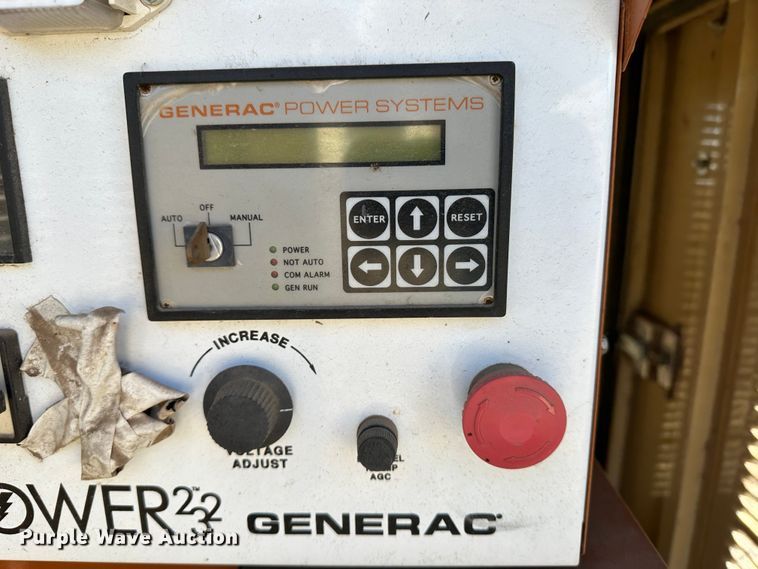 GENERAC® POWER SYSTEMS
OFF
AUTO
MANUAL
ENTER
RESET
POWER
NOT AUTO
COM ALARM
GEN RUN
INCREASE
VOLTAGE
ADJUST
AGC
OWER™232 GENERAC®
Purple Wave Auction